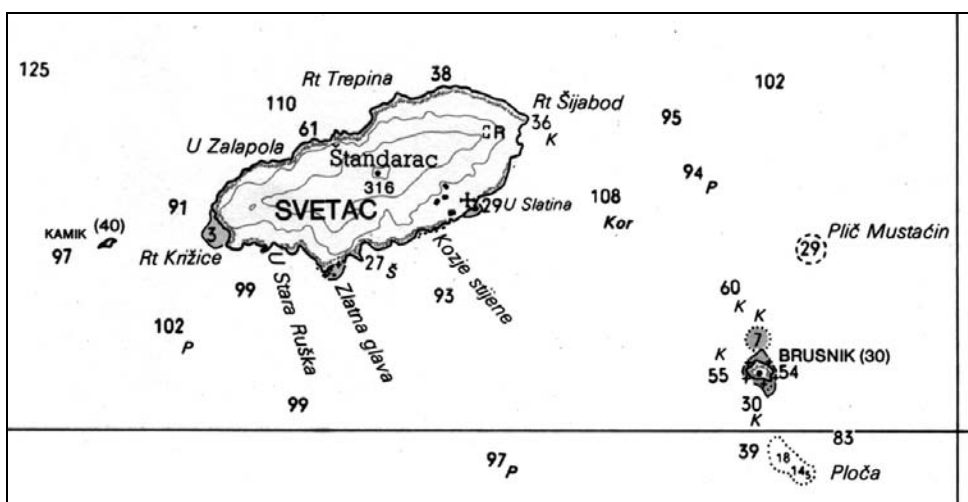 125
38
102
Rt Trepina
110
Rt Šijabod
61
36
K
R
95
U Zalapola
Štandarac
316
94 P
91
SVETAC
29 U Slatina
108
Kor
Plič Mustaćin
29
KAMIK (40)
97
3
Rt Križice
27 Š
Kozje stijene
U Stara Ruška
Zlatna glava
99
93
60
K
K
102
P
7
K
BRUSNIK (30)
55
54
30
K
99
83
39
18
14₅
Ploča
97 P